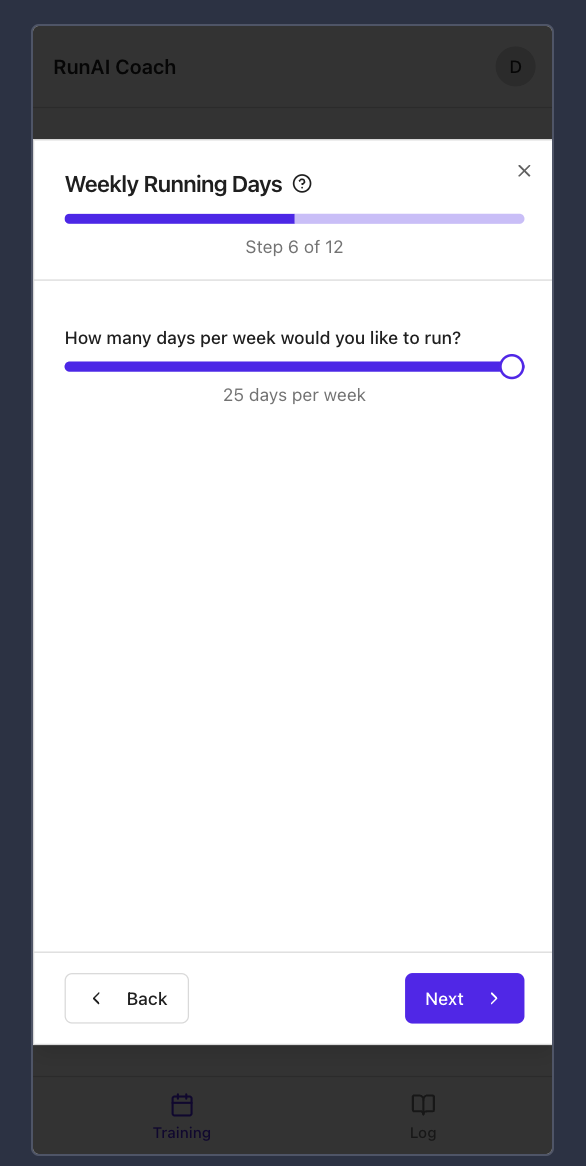 RunAI Coach
D
Weekly Running Days
Step 6 of 12
How many days per week would you like to run?
25 days per week
Back
Next
Training
Log